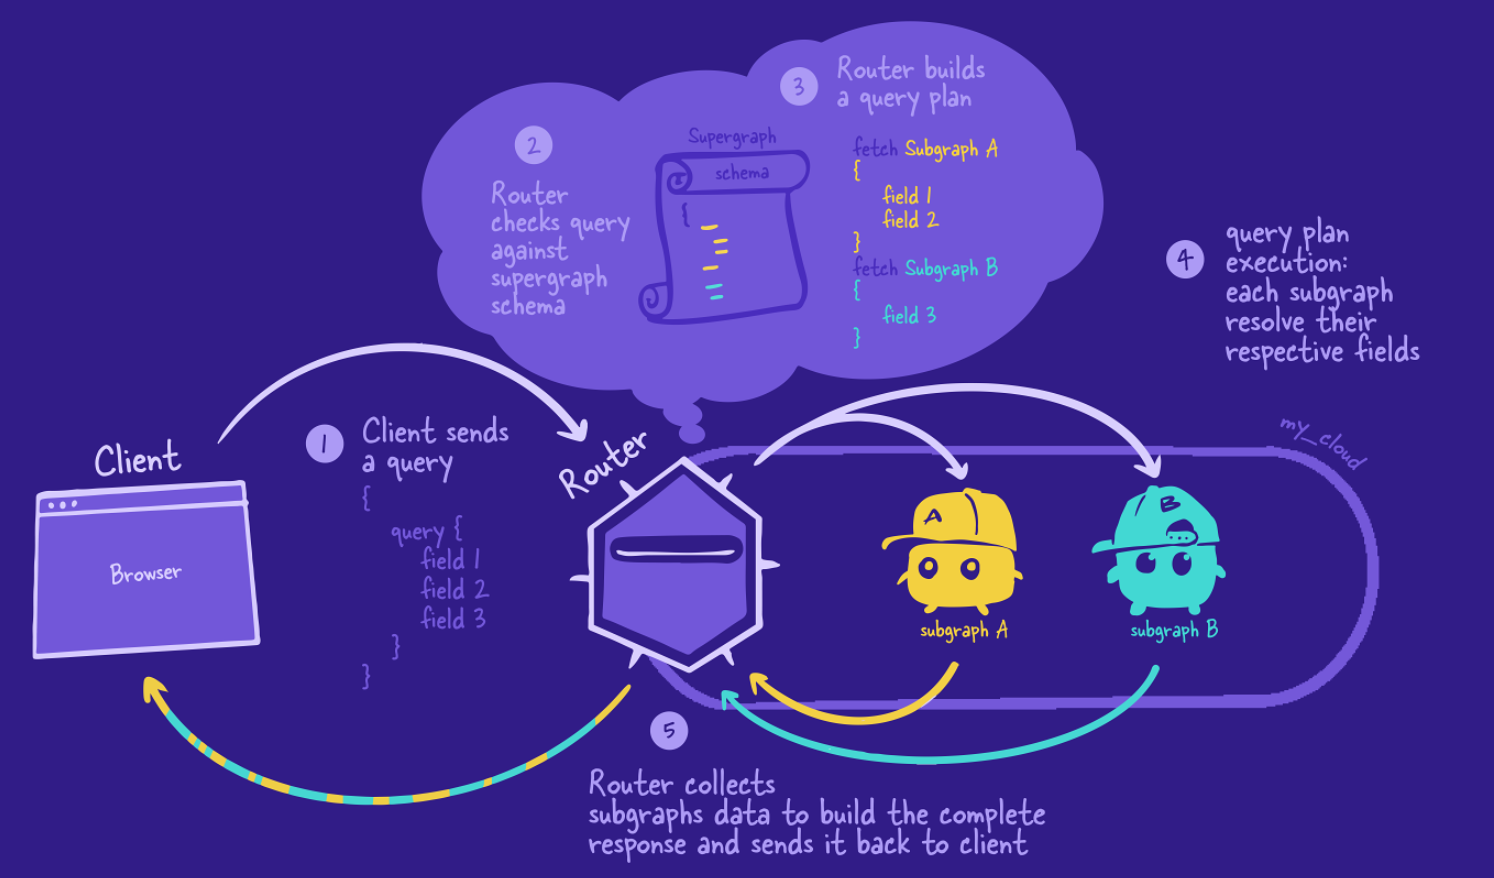 3
Router builds
a query plan
2
Router
checks query
against
supergraph
schema
Supergraph
schema
{
fetch Subgraph A
{
field 1
field 2
}
fetch Subgraph B
{
field 3
}
4
query plan
execution:
each subgraph
resolve their
respective fields
my_cloud
1
Client sends
a query
{
query {
field 1
field 2
field 3
}
}
Client
Browser
Router
A
subgraph A
B
subgraph B
5
Router collects
subgraphs data to build the complete
response and sends it back to client